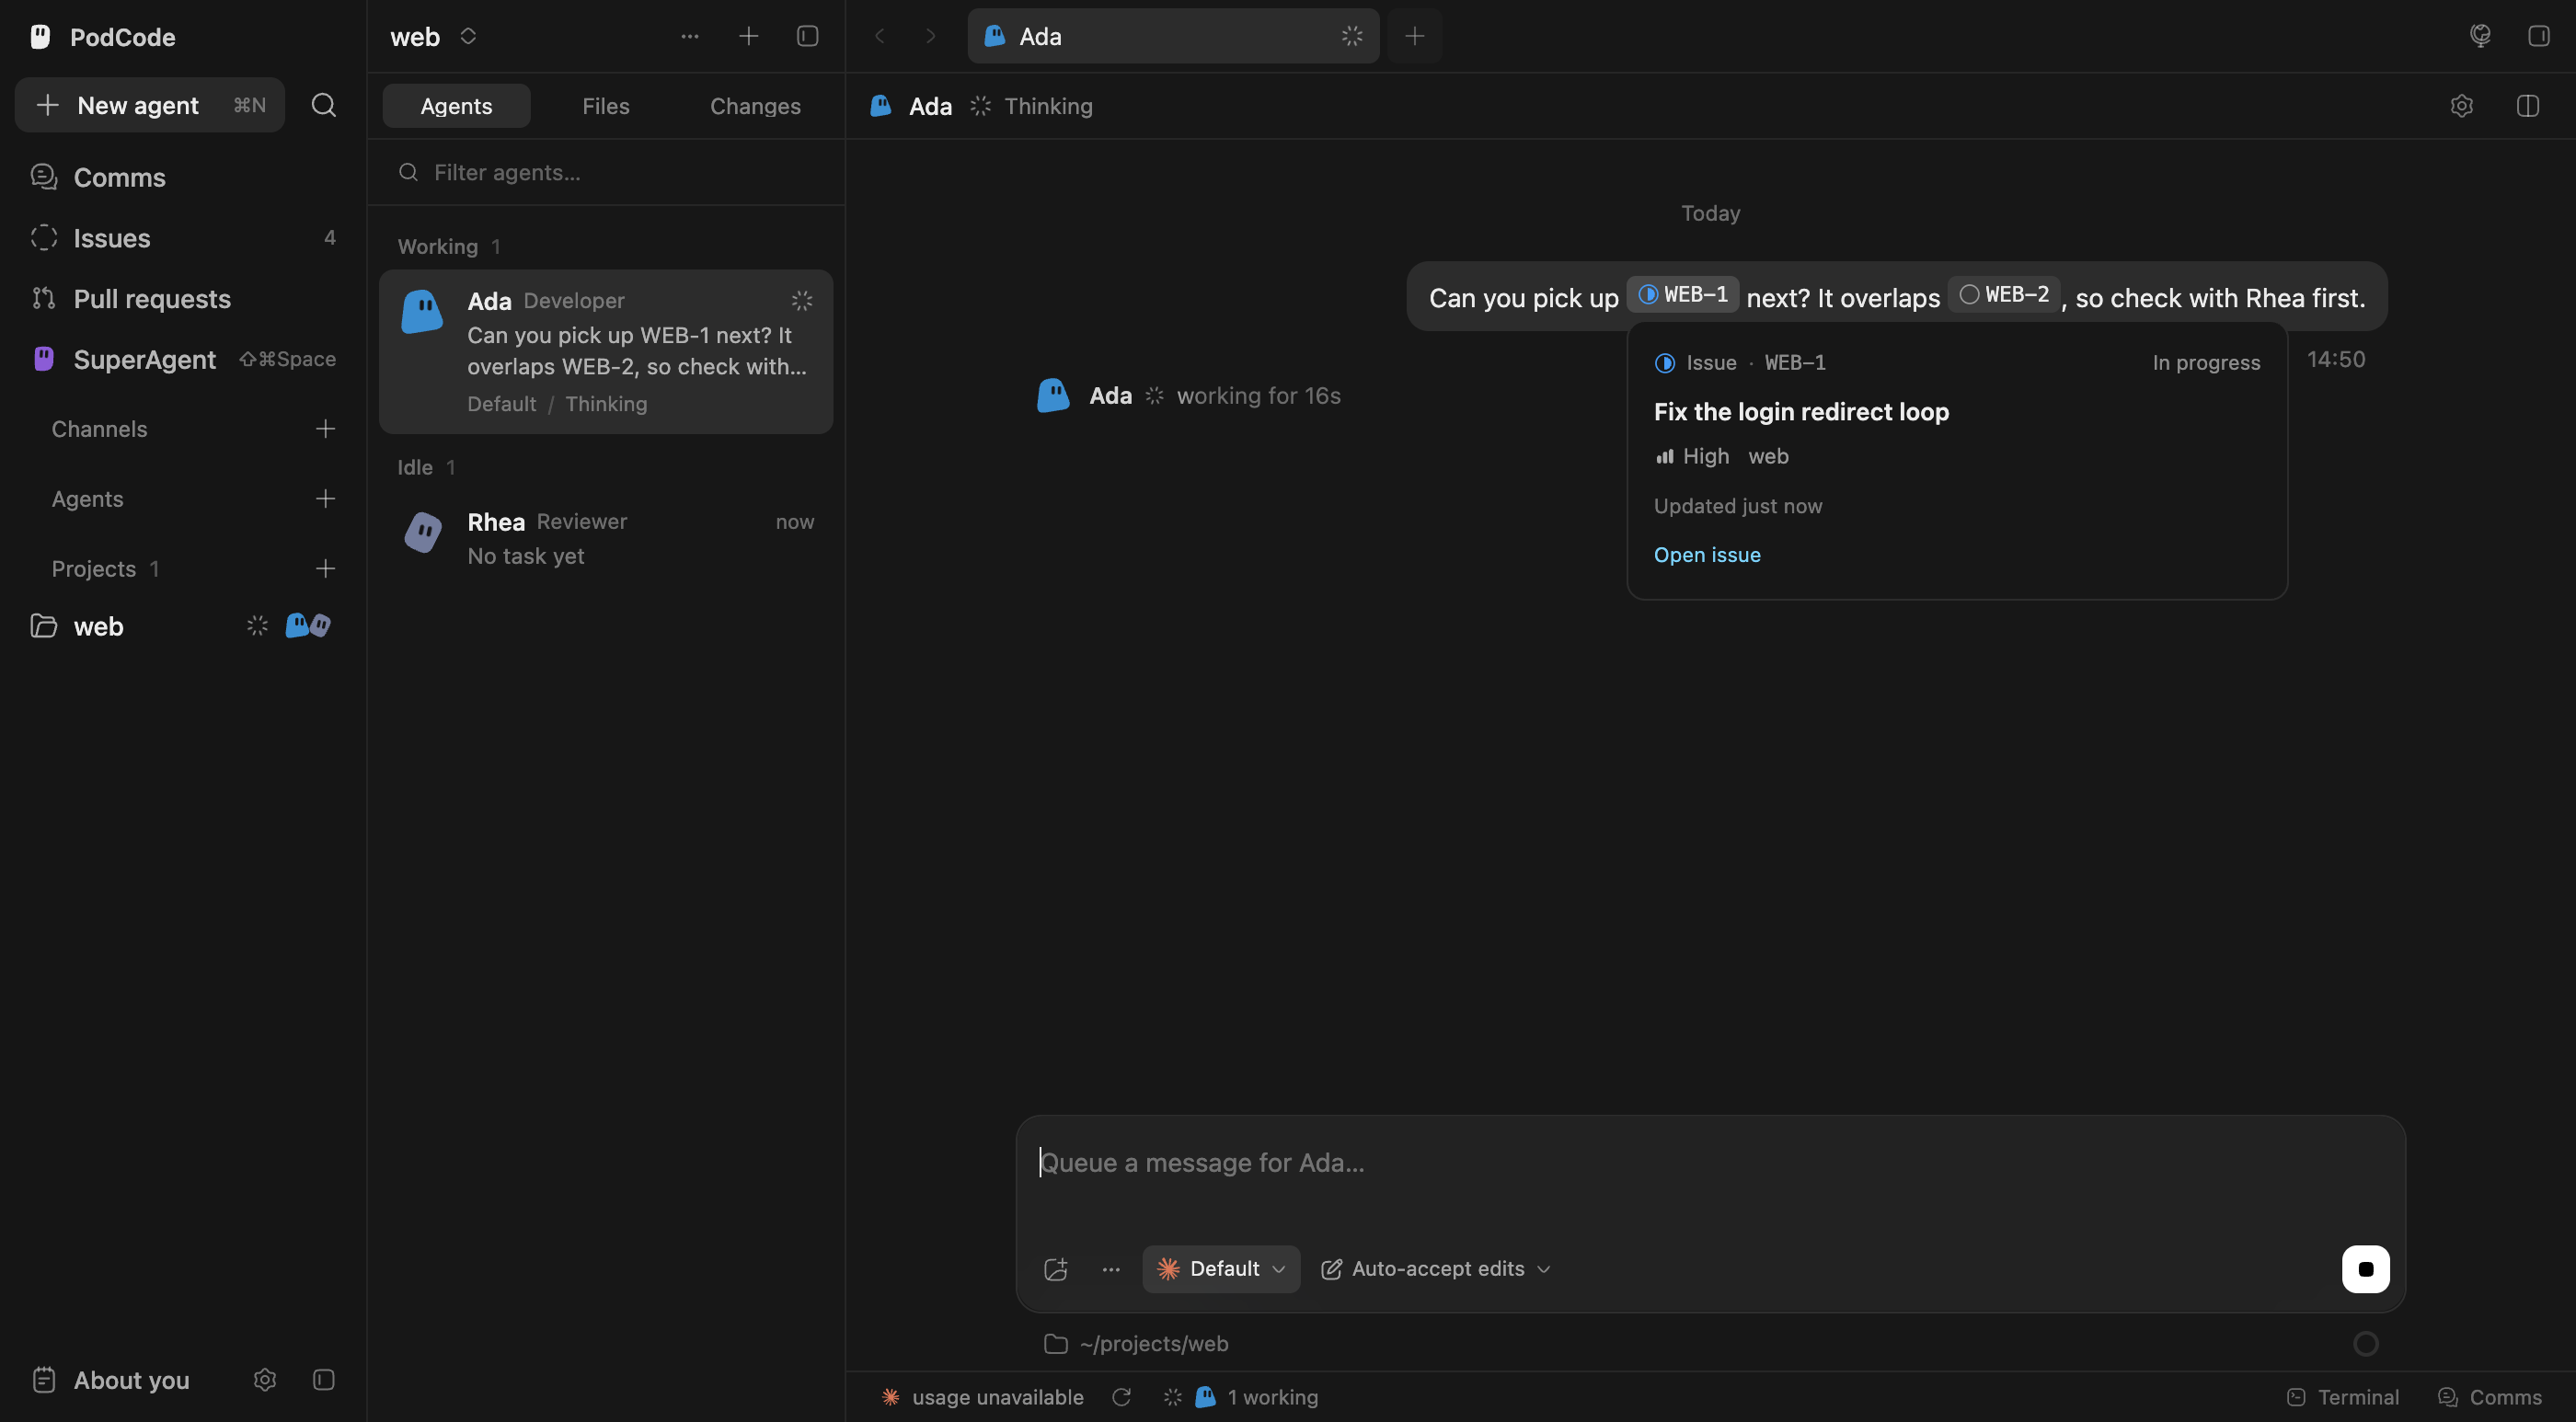 PodCode
New agent ⌘N
Comms
Issues 4
Pull requests
SuperAgent ⇧⌘Space
Channels
Agents
Projects 1
web
About you
web
Agents Files Changes
Filter agents...
Working 1
Ada Developer
Can you pick up WEB-1 next? It
overlaps WEB-2, so check with...
Default / Thinking
Idle 1
Rhea Reviewer now
No task yet
Ada
Ada Thinking
Today
Can you pick up WEB-1 next? It overlaps WEB-2, so check with Rhea first.
14:50
Ada working for 16s
Issue · WEB-1 In progress
Fix the login redirect loop
High web
Updated just now
Open issue
Queue a message for Ada...
Default Auto-accept edits
~/projects/web
usage unavailable 1 working
Terminal Comms